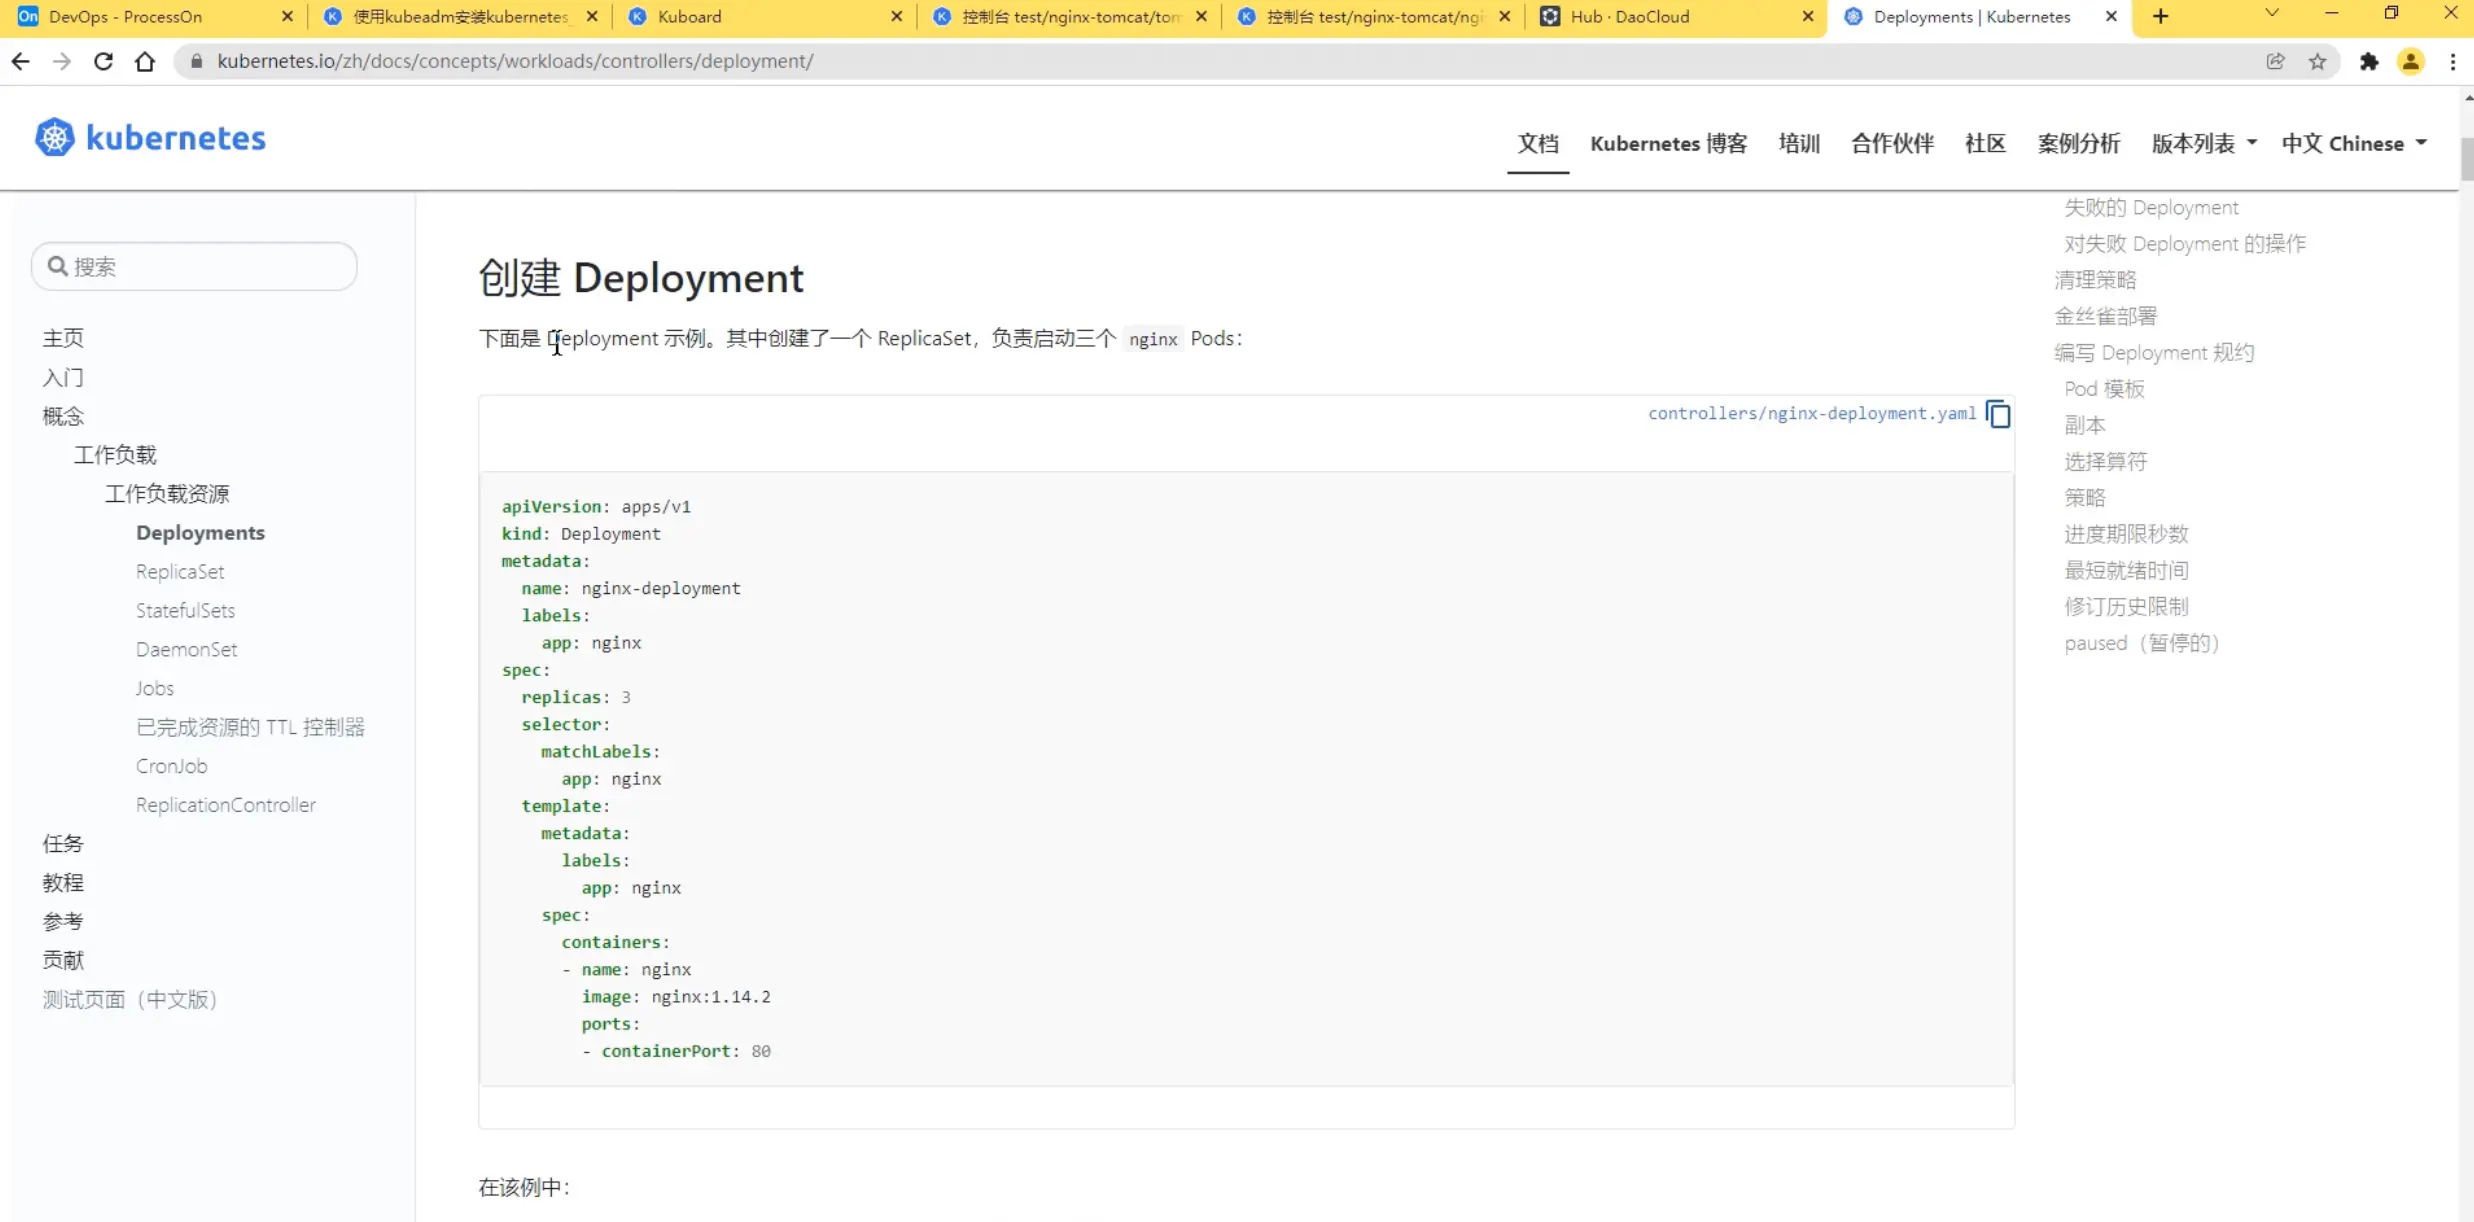 DevOps - ProcessOn
使用kubeadm安装kubernetes
Kuboard
控制台 test/nginx-tomcat/tom
控制台 test/nginx-tomcat/ngi
Hub · DaoCloud
Deployments | Kubernetes
kubernetes.io/zh/docs/concepts/workloads/controllers/deployment/
kubernetes
文档
Kubernetes 博客
培训
合作伙伴
社区
案例分析
版本列表
中文 Chinese
搜索
主页
入门
概念
工作负载
工作负载资源
Deployments
ReplicaSet
StatefulSets
DaemonSet
Jobs
已完成资源的 TTL 控制器
CronJob
ReplicationController
任务
教程
参考
贡献
测试页面（中文版）
创建 Deployment
下面是 Deployment 示例。其中创建了一个 ReplicaSet，负责启动三个 nginx Pods：
controllers/nginx-deployment.yaml
apiVersion: apps/v1
kind: Deployment
metadata:
  name: nginx-deployment
  labels:
    app: nginx
spec:
  replicas: 3
  selector:
    matchLabels:
      app: nginx
  template:
    metadata:
      labels:
        app: nginx
    spec:
      containers:
      - name: nginx
        image: nginx:1.14.2
        ports:
        - containerPort: 80
在该例中：
失败的 Deployment
对失败 Deployment 的操作
清理策略
金丝雀部署
编写 Deployment 规约
Pod 模板
副本
选择算符
策略
进度期限秒数
最短就绪时间
修订历史限制
paused（暂停的）